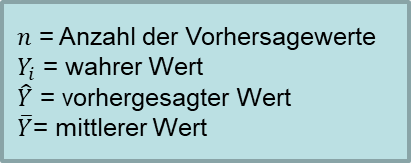 n = Anzahl der Vorhersagewerte
Yᵢ = wahrer Wert
Ŷ = vorhergesagter Wert
Ȳ= mittlerer Wert